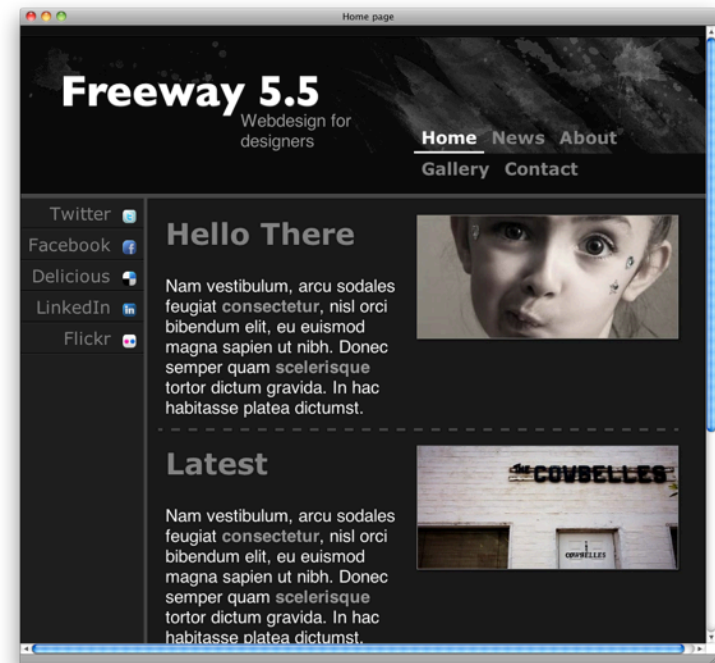 Home page
Freeway 5.5
Webdesign for
designers
Home News About
Gallery Contact
Twitter
Facebook
Delicious
LinkedIn
Flickr
Hello There
Nam vestibulum, arcu sodales
feugiat consectetur, nisl orci
bibendum elit, eu euismod
magna sapien ut nibh. Donec
semper quam scelerisque
tortor dictum gravida. In hac
habitasse platea dictumst.
Latest
Nam vestibulum, arcu sodales
feugiat consectetur, nisl orci
bibendum elit, eu euismod
magna sapien ut nibh. Donec
semper quam scelerisque
tortor dictum gravida. In hac
habitasse platea dictumst.
THE COWBELLES
COWBELLES